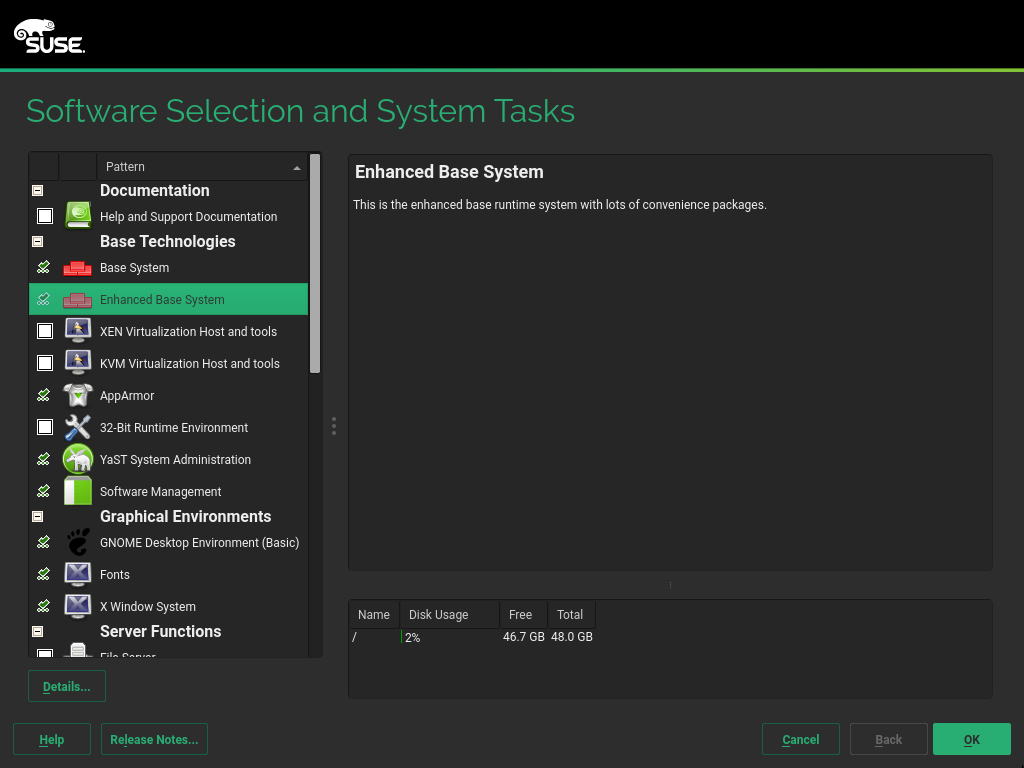 SUSE.
Software Selection and System Tasks
Pattern
Documentation
Help and Support Documentation
Base Technologies
Base System
Enhanced Base System
XEN Virtualization Host and tools
KVM Virtualization Host and tools
AppArmor
32-Bit Runtime Environment
YaST System Administration
Software Management
Graphical Environments
GNOME Desktop Environment (Basic)
Fonts
X Window System
Server Functions
File Server
Details...
Enhanced Base System
This is the enhanced base runtime system with lots of convenience packages.
Name Disk Usage Free Total
/ 2% 46.7 GB 48.0 GB
Help Release Notes... Cancel Back OK